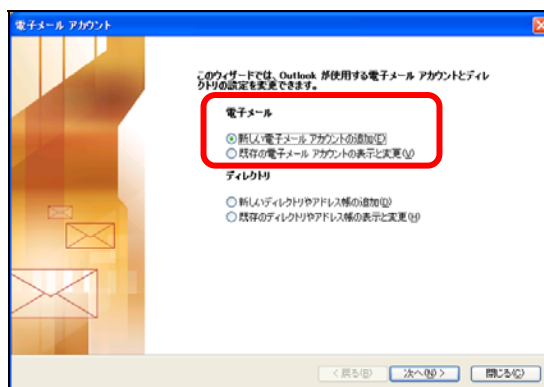 電子メール アカウント
このウィザードでは、Outlook が使用する電子メール アカウントとディレ
クトリの設定を変更できます。
電子メール
新しい電子メール アカウントの追加(E)
既存の電子メール アカウントの表示と変更(V)
ディレクトリ
新しいディレクトリやアドレス帳の追加(D)
既存のディレクトリやアドレス帳の表示と変更(H)
< 戻る(B)
次へ(N) >
閉じる(C)